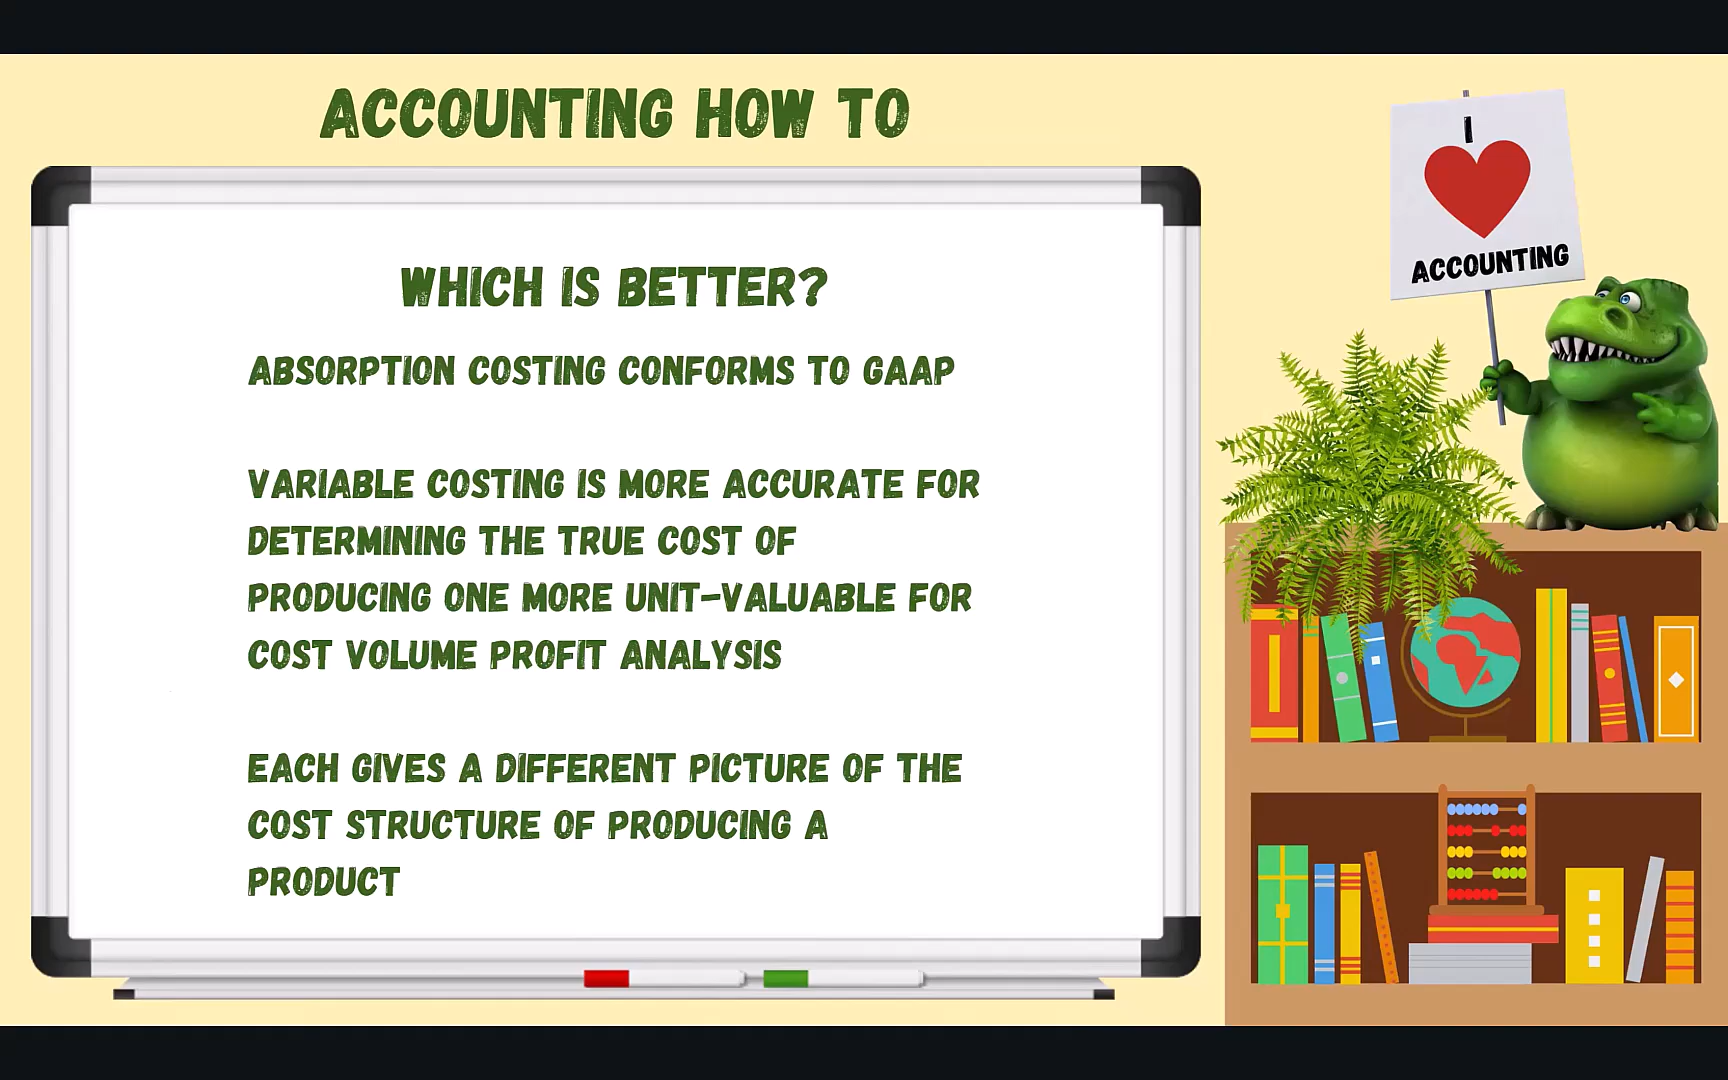 ACCOUNTING HOW TO
I
ACCOUNTING
WHICH IS BETTER?
ABSORPTION COSTING CONFORMS TO GAAP
VARIABLE COSTING IS MORE ACCURATE FOR
DETERMINING THE TRUE COST OF
PRODUCING ONE MORE UNIT-VALUABLE FOR
COST VOLUME PROFIT ANALYSIS
EACH GIVES A DIFFERENT PICTURE OF THE
COST STRUCTURE OF PRODUCING A
PRODUCT